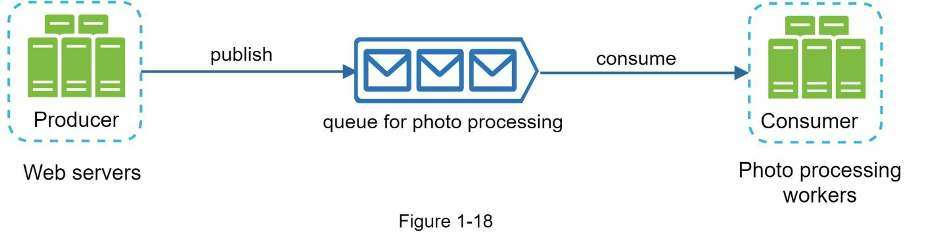 publish
consume
Producer
queue for photo processing
Consumer
Web servers
Photo processing
workers
Figure 1-18